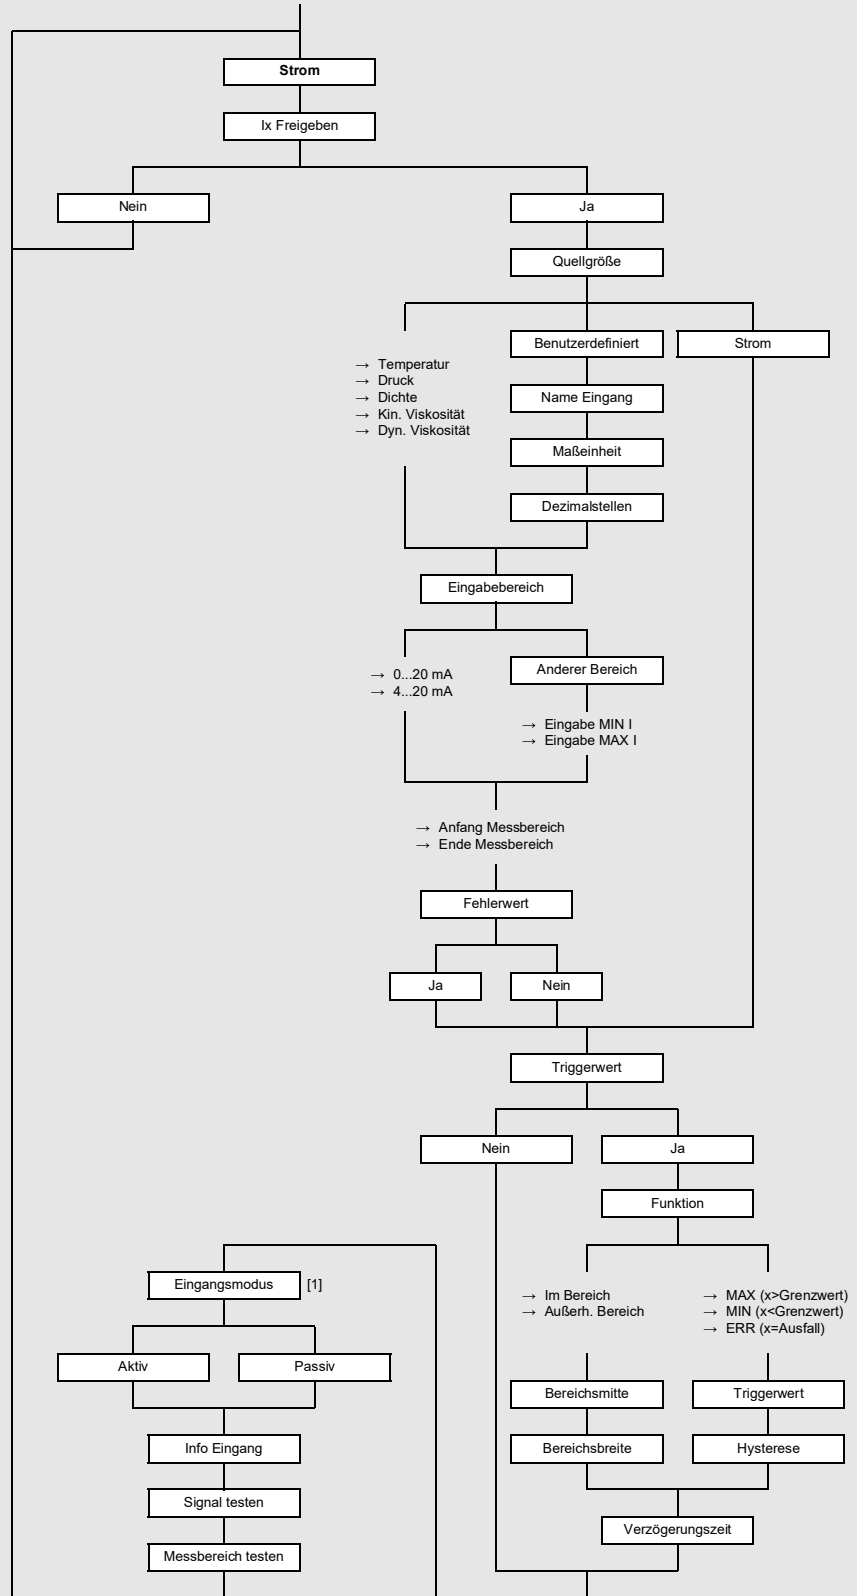 Strom
Ix Freigeben
Nein
Ja
Quellgröße
Benutzerdefiniert
Strom
→ Temperatur
→ Druck
→ Dichte
→ Kin. Viskosität
→ Dyn. Viskosität
Name Eingang
Maßeinheit
Dezimalstellen
Eingabebereich
→ 0...20 mA
→ 4...20 mA
Anderer Bereich
→ Eingabe MIN I
→ Eingabe MAX I
→ Anfang Messbereich
→ Ende Messbereich
Fehlerwert
Ja
Nein
Triggerwert
Nein
Ja
Funktion
→ Im Bereich
→ Außerh. Bereich
→ MAX (x>Grenzwert)
→ MIN (x<Grenzwert)
→ ERR (x=Ausfall)
Bereichsmitte
Triggerwert
Bereichsbreite
Hysterese
Verzögerungszeit
Eingangsmodus [1]
Aktiv
Passiv
Info Eingang
Signal testen
Messbereich testen